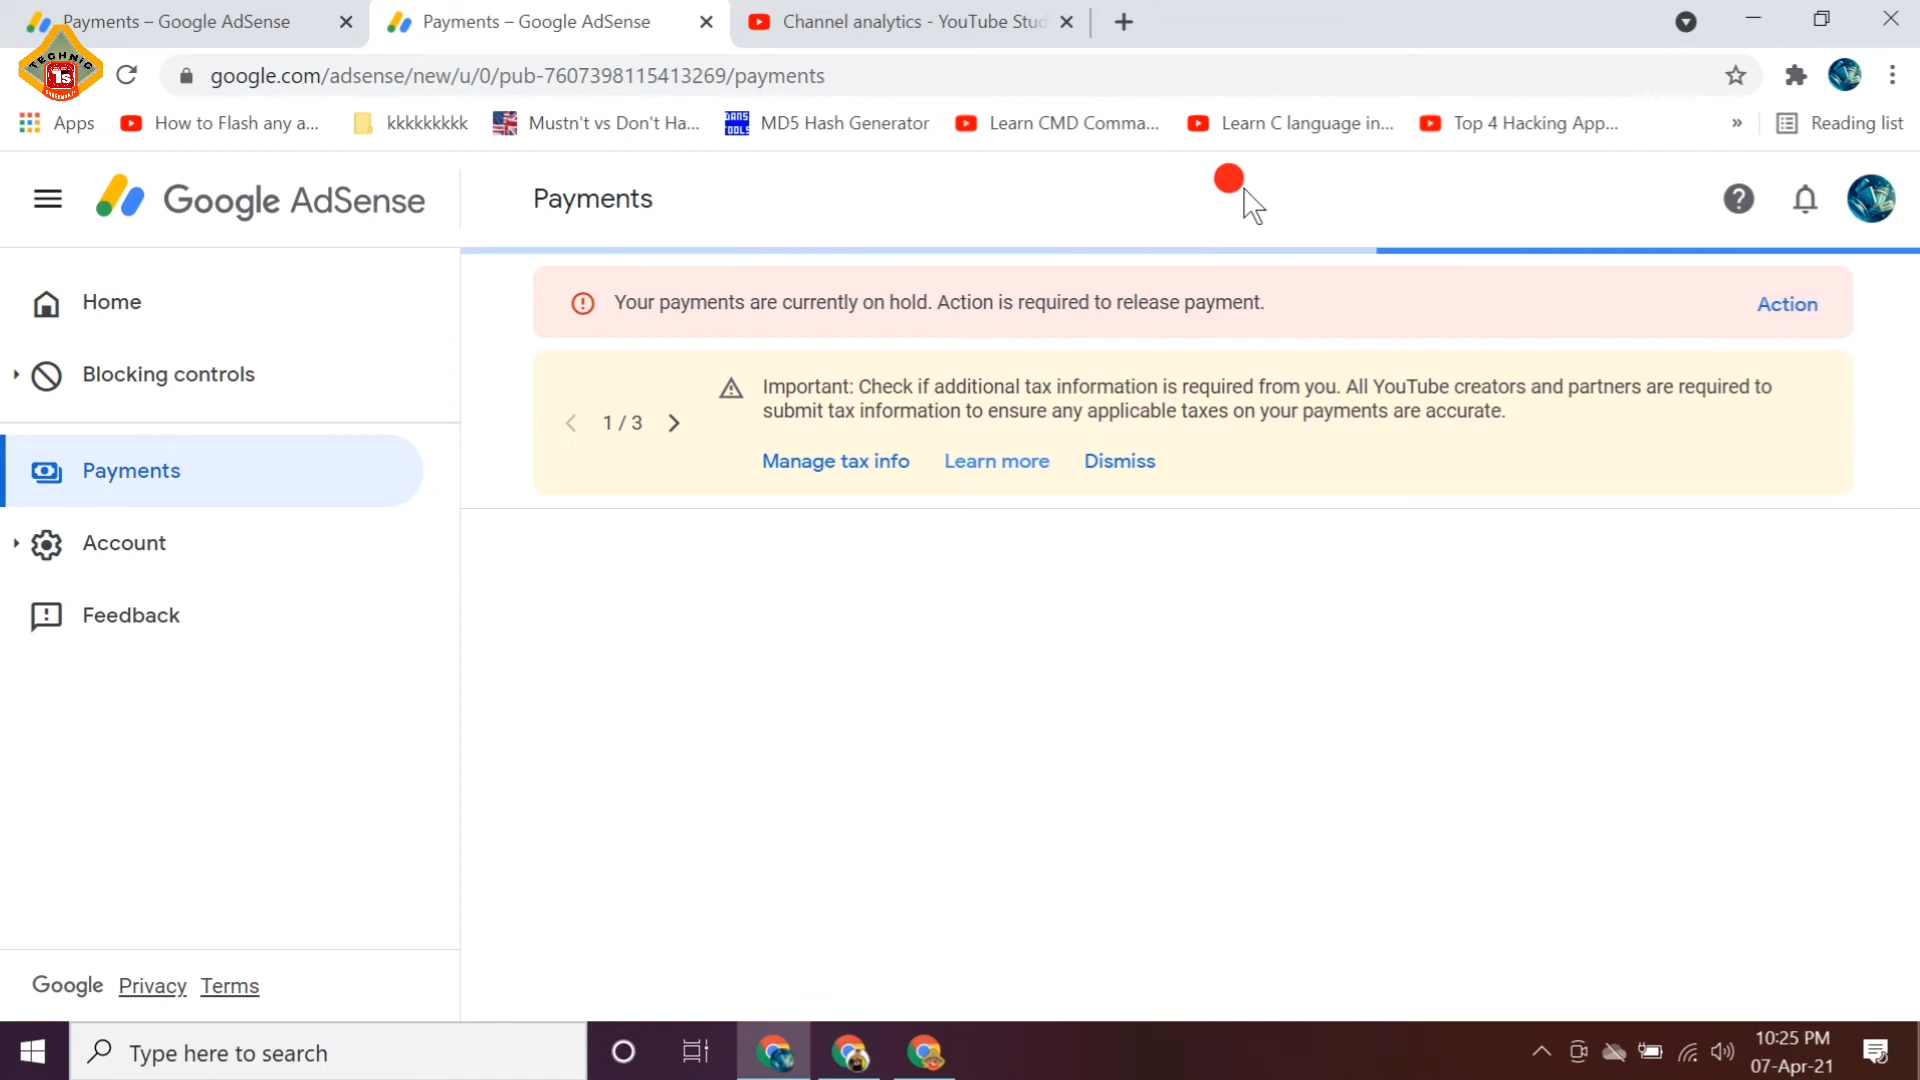 Payments – Google AdSense
Payments – Google AdSense
Channel analytics - YouTube Stud
TECHNIC
1s
google.com/adsense/new/u/0/pub-7607398115413269/payments
Apps
How to Flash any a...
kkkkkkkkk
Mustn't vs Don't Ha...
DANS TOOLS
MD5 Hash Generator
Learn CMD Comma...
Learn C language in...
Top 4 Hacking App...
»
Reading list
Google AdSense
Payments
Home
Blocking controls
Payments
Account
Feedback
Your payments are currently on hold. Action is required to release payment.
Action
1 / 3
Important: Check if additional tax information is required from you. All YouTube creators and partners are required to
submit tax information to ensure any applicable taxes on your payments are accurate.
Manage tax info
Learn more
Dismiss
Google
Privacy
Terms
Type here to search
10:25 PM
07-Apr-21